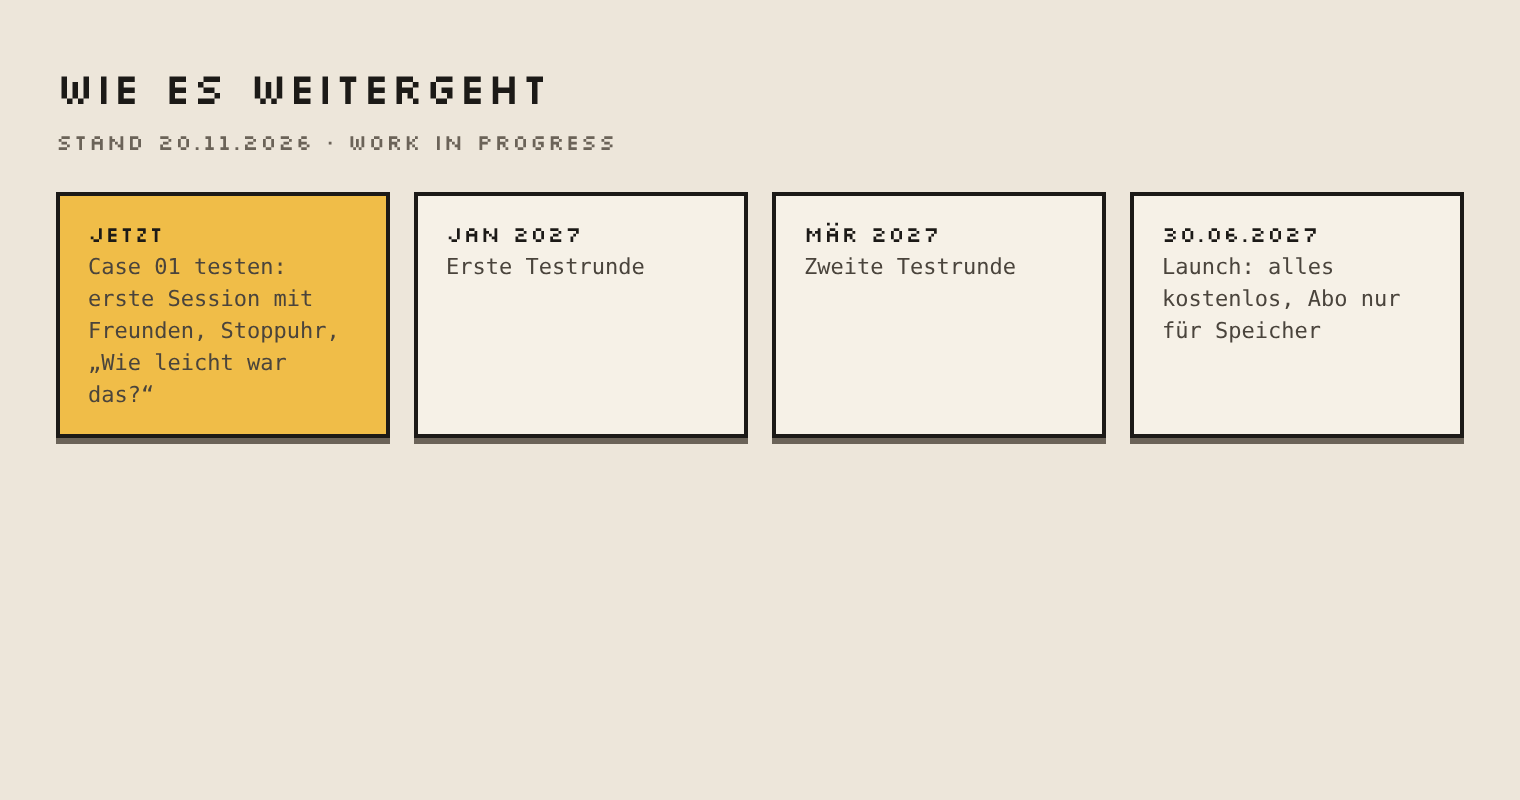 WIE ES WEITERGEHT
STAND 20.11.2026 · WORK IN PROGRESS
JETZT
Case 01 testen:
erste Session mit
Freunden, Stoppuhr,
„Wie leicht war
das?“
JAN 2027
Erste Testrunde
MÄR 2027
Zweite Testrunde
30.06.2027
Launch: alles
kostenlos, Abo nur
für Speicher